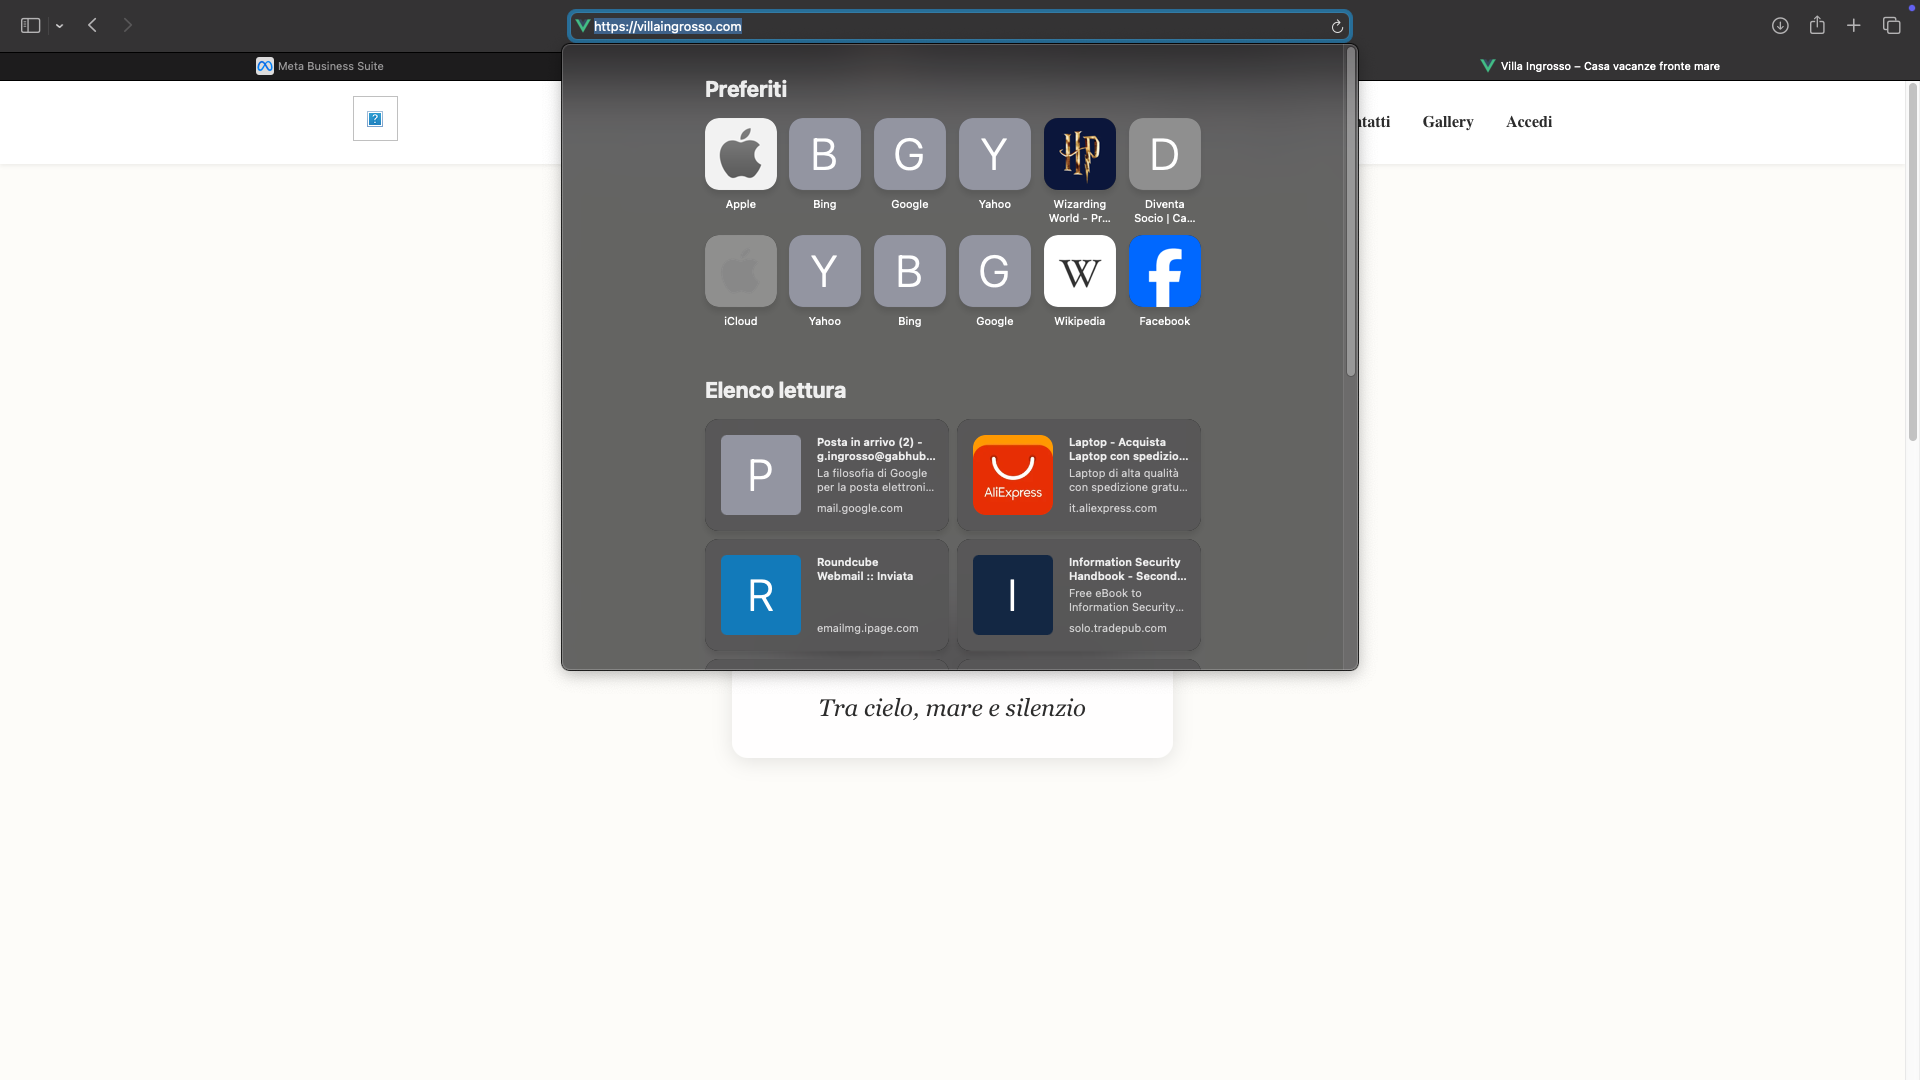 https://villaingrosso.com
Meta Business Suite
Villa Ingrosso – Casa vacanze fronte mare
Gallery
Accedi
Preferiti
B
G
Y
HP
D
Apple
Bing
Google
Yahoo
Wizarding
World - Pr...
Diventa
Socio | Ca...
Y
B
G
W
f
iCloud
Yahoo
Bing
Google
Wikipedia
Facebook
Elenco lettura
P
Posta in arrivo (2) -
g.ingrosso@gabhub...
La filosofia di Google
per la posta elettroni...
mail.google.com
AliExpress
Laptop - Acquista
Laptop con spedizio...
Laptop di alta qualità
con spedizione gratu...
it.aliexpress.com
R
Roundcube
Webmail :: Inviata
emailmg.ipage.com
I
Information Security
Handbook - Second...
Free eBook to
Information Security...
solo.tradepub.com
Tra cielo, mare e silenzio